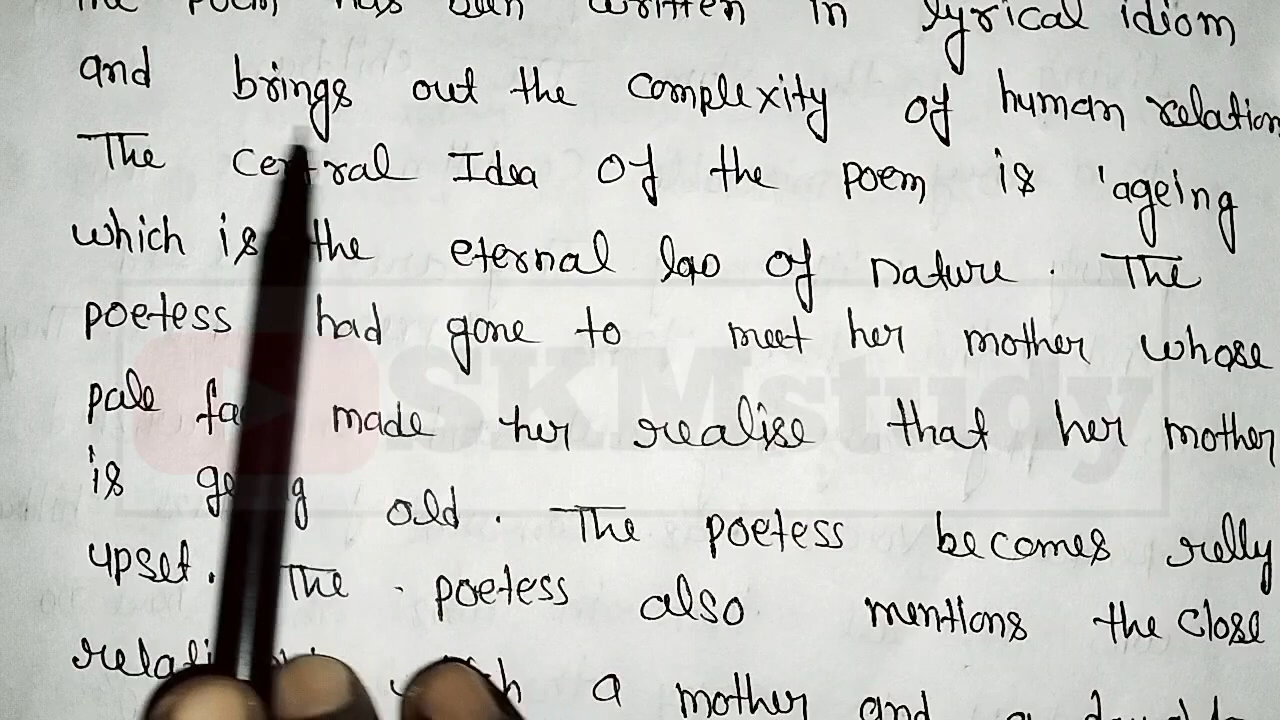 The poem has been written in lyrical idiom
and brings out the complexity of human relation
The central Idea of the poem is 'ageing
which is the eternal law of nature. The
poetess had gone to meet her mother whose
pale made her realise that her mother
is old. The poetess becomes relly
upset. The poetess also mentions the close
a mother and a
SKMstudy